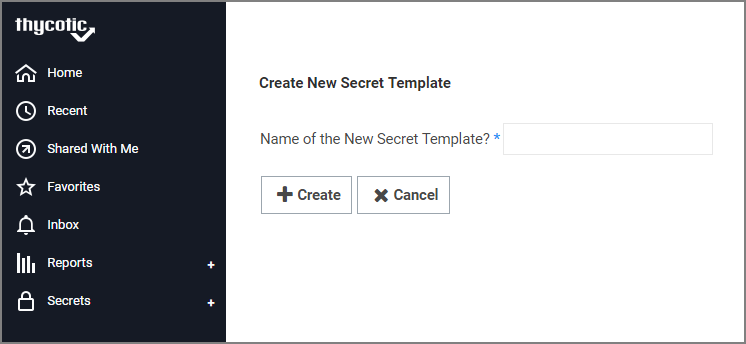 thycotic
Home
Recent
Shared With Me
Favorites
Inbox
Reports +
Secrets +
Create New Secret Template
Name of the New Secret Template? *
Create Cancel